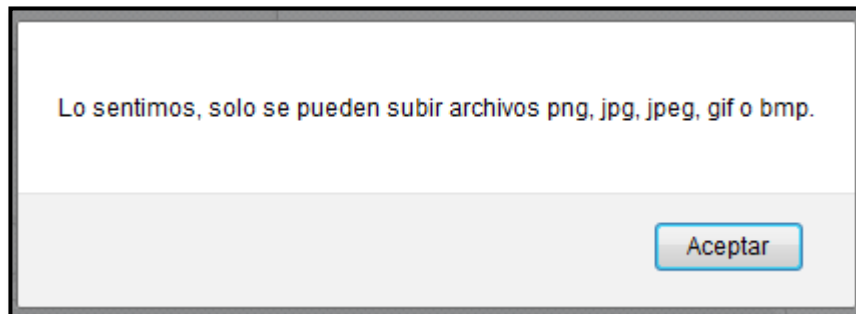 Lo sentimos, solo se pueden subir archivos png, jpg, jpeg, gif o bmp.
Aceptar